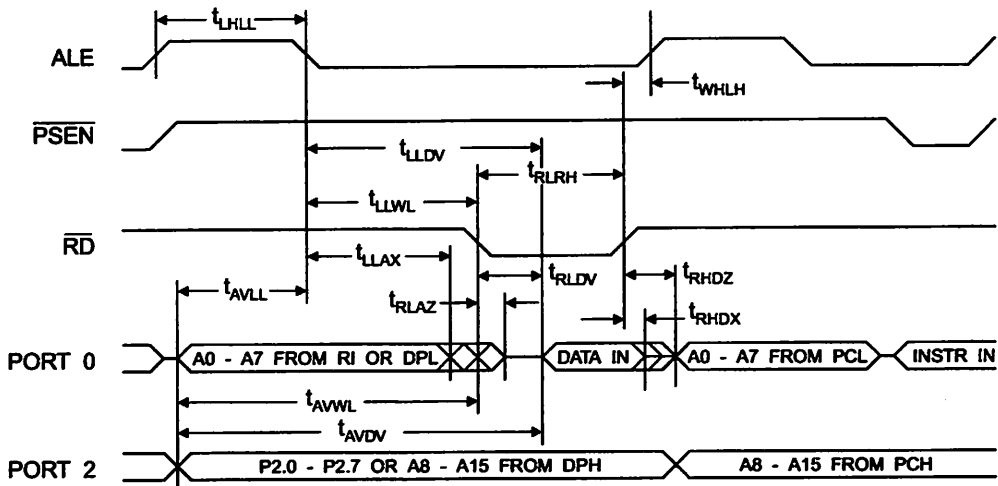 tLHLL
ALE
tWHLH
PSEN
tLLDV
tRLRH
tLLWL
RD
tLLAX
tRLDV
tRHDZ
tAVLL
tRLAZ
tRHDX
PORT 0
A0 - A7 FROM RI OR DPL
DATA IN
A0 - A7 FROM PCL
INSTR IN
tAVWL
tAVDV
PORT 2
P2.0 - P2.7 OR A8 - A15 FROM DPH
A8 - A15 FROM PCH